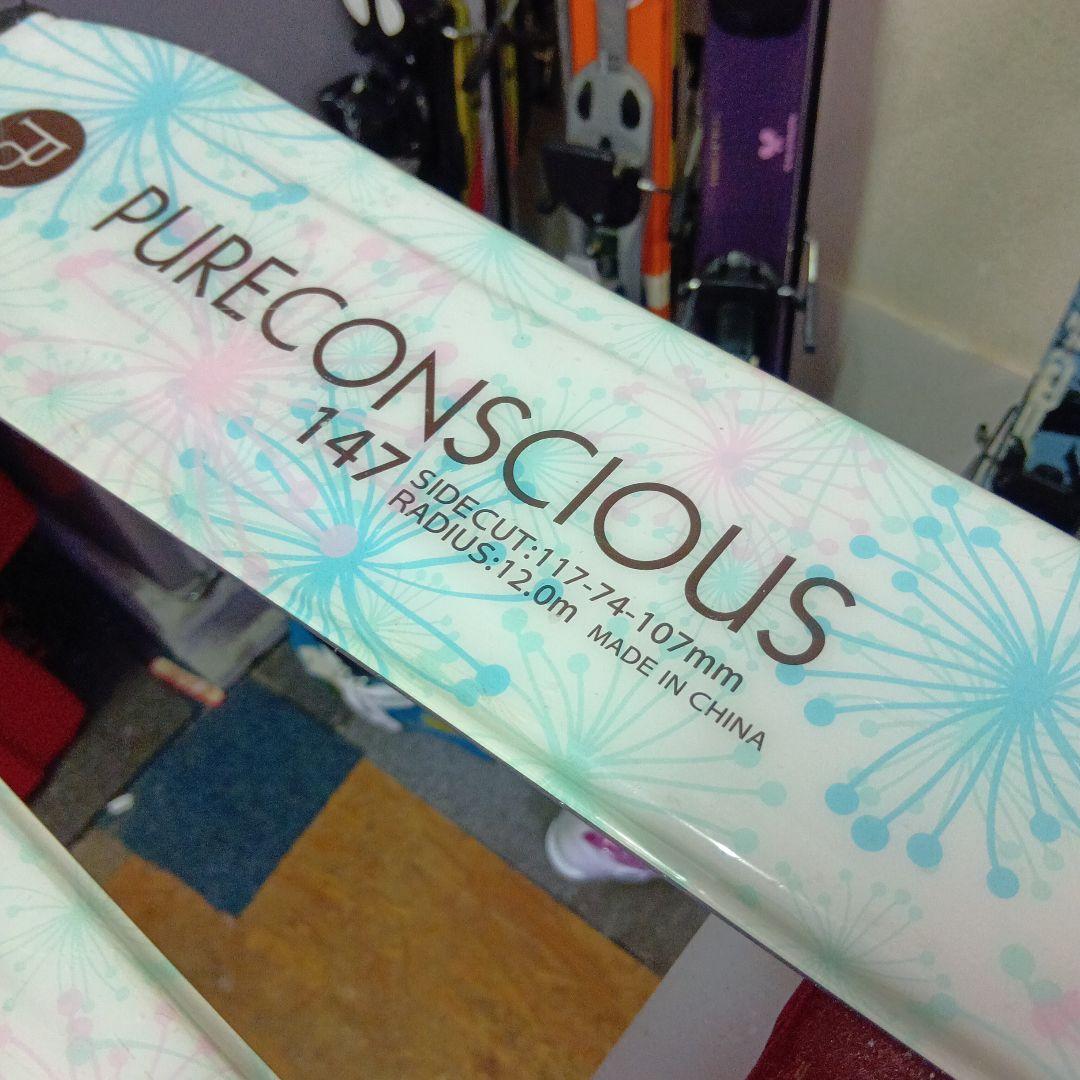 PURECONSCIOUS
147
SIDECUT:117-74-107mm
RADIUS:12.0m MADE IN CHINA